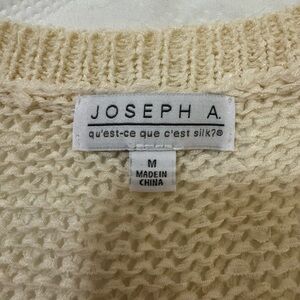 JOSEPH A.
qu'est-ce que c'est silk?®
M
MADE IN
CHINA